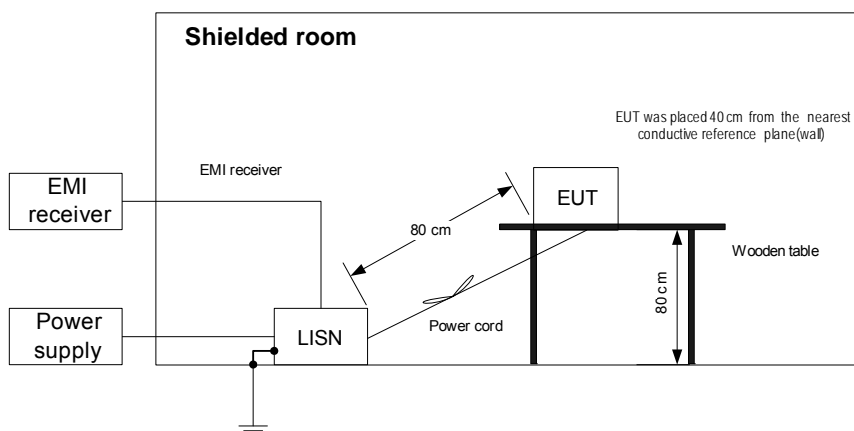 Shielded room
EUT was placed 40 cm from the nearest
conductive reference plane(wall)
EMI receiver
EMI
receiver
EUT
80 cm
Wooden table
80 cm
Power cord
Power
supply
LISN